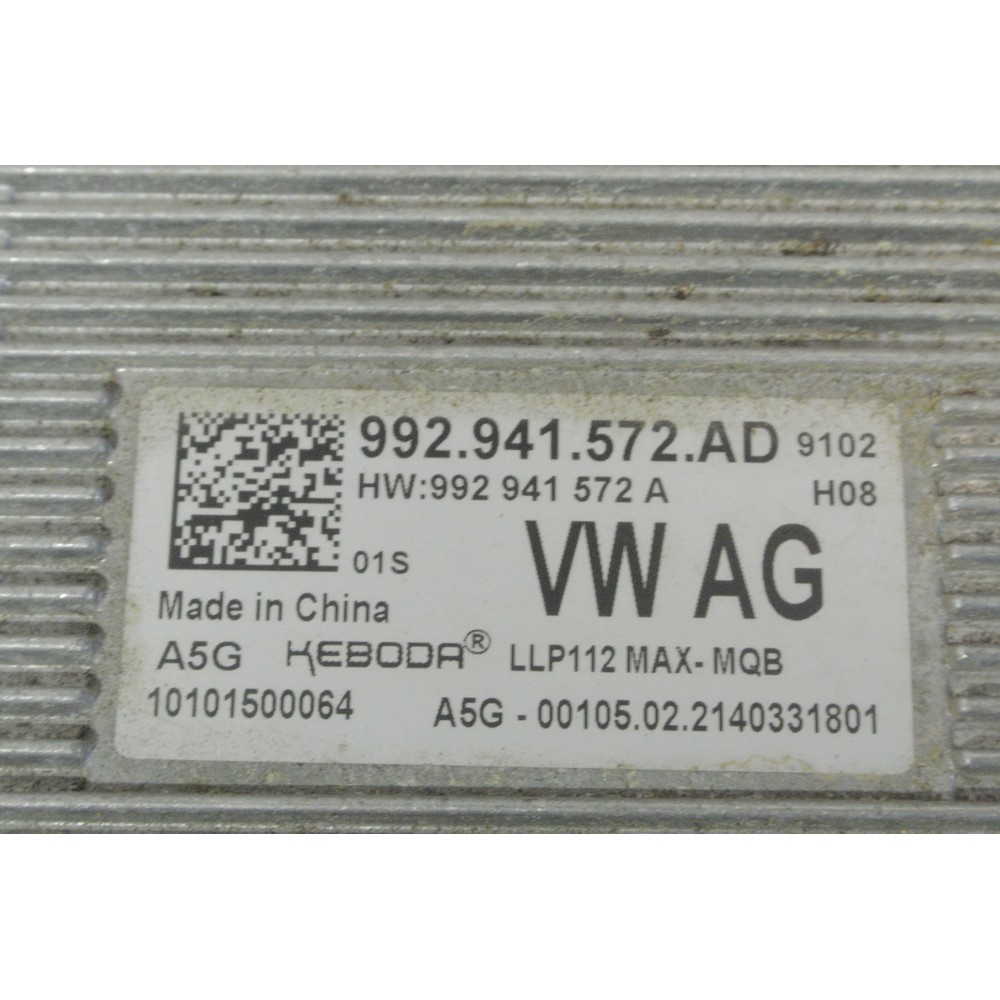 992.941.572.AD 9102
HW:992 941 572 A H08
01S VW AG
Made in China
A5G KEBODA® LLP112 MAX-MQB
10101500064 A5G - 00105.02.2140331801